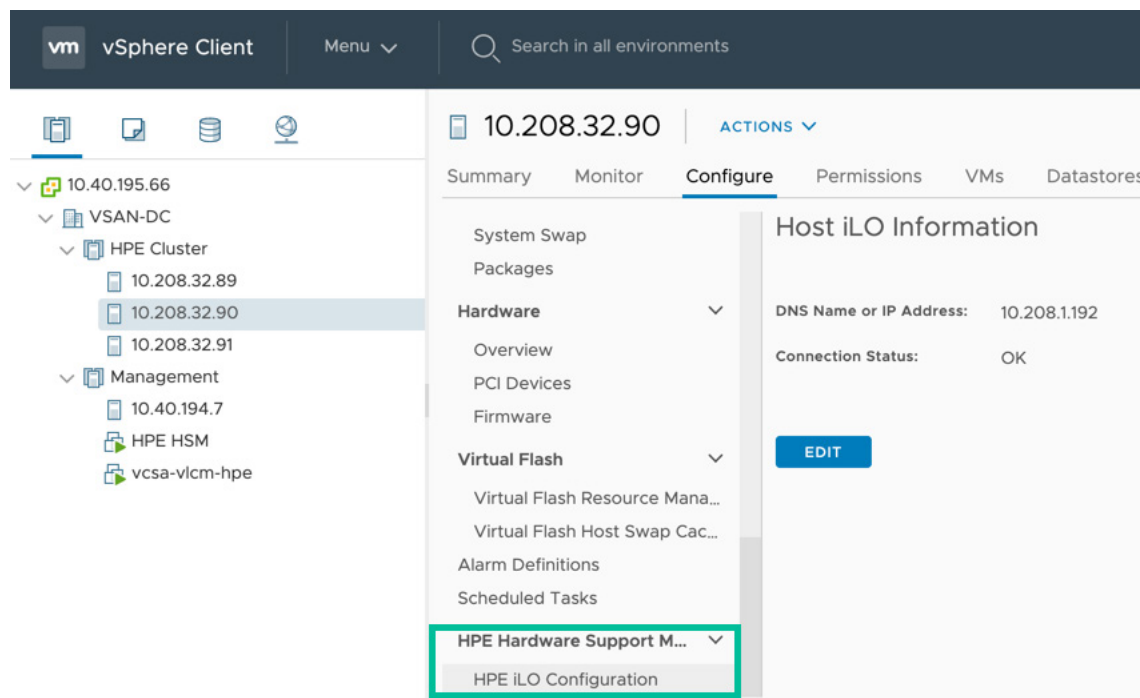 vm vSphere Client Menu Search in all environments
10.40.195.66
VSAN-DC
HPE Cluster
10.208.32.89
10.208.32.90
10.208.32.91
Management
10.40.194.7
HPE HSM
vcsa-vlcm-hpe
10.208.32.90 ACTIONS
Summary Monitor Configure Permissions VMs Datastores
System Swap
Packages
Hardware
Overview
PCI Devices
Firmware
Virtual Flash
Virtual Flash Resource Mana...
Virtual Flash Host Swap Cac...
Alarm Definitions
Scheduled Tasks
HPE Hardware Support M...
HPE iLO Configuration
Host iLO Information
DNS Name or IP Address: 10.208.1.192
Connection Status: OK
EDIT